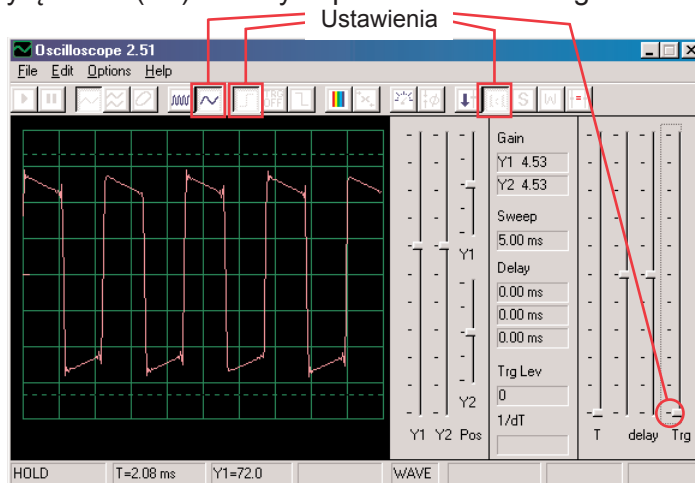 Ustawienia
Oscilloscope 2.51
File Edit Options Help
TRG OFF
S
W
Gain
Y1 4.53
Y2 4.53
Sweep
5.00 ms
Delay
0.00 ms
0.00 ms
0.00 ms
Trg Lev
0
1/dT
Y1
Y2
Y1 Y2 Pos
T delay Trg
HOLD T=2.08 ms Y1=72.0 WAVE